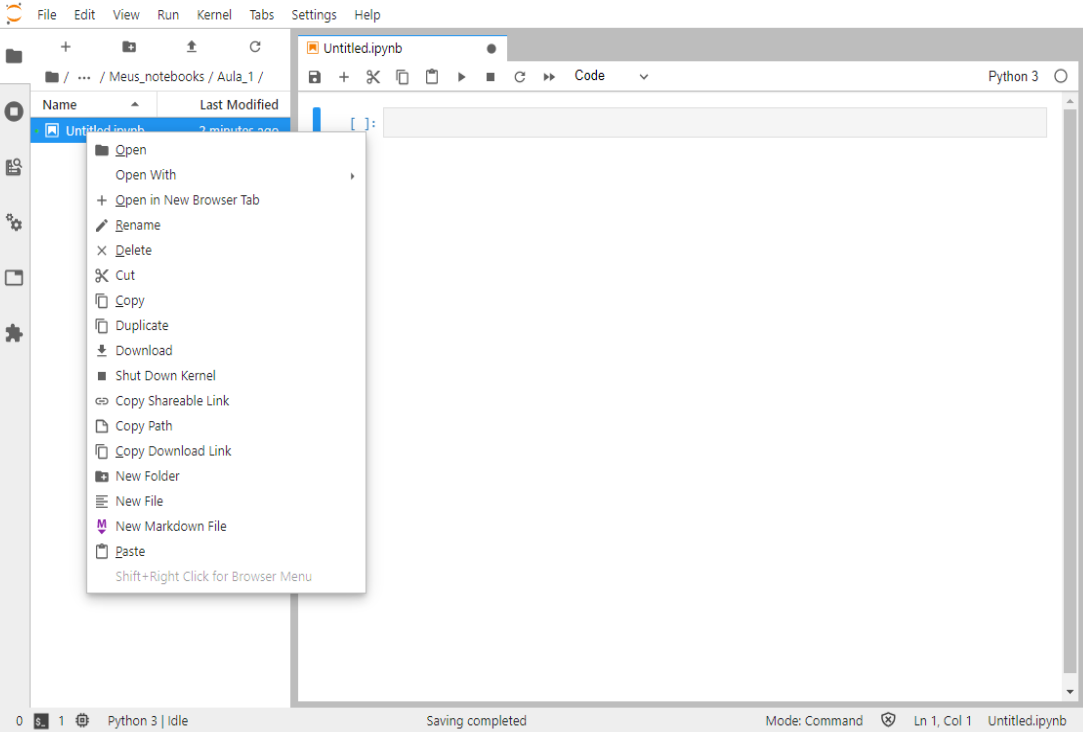 File Edit View Run Kernel Tabs Settings Help
Untitled.ipynb
/ ... / Meus_notebooks / Aula_1 /
Code
Python 3
Name Last Modified
Untitled.ipynb 2 minutes ago
[ ]:
Open
Open With
Open in New Browser Tab
Rename
Delete
Cut
Copy
Duplicate
Download
Shut Down Kernel
Copy Shareable Link
Copy Path
Copy Download Link
New Folder
New File
New Markdown File
Paste
Shift+Right Click for Browser Menu
0 $_ 1 Python 3 | Idle Saving completed Mode: Command Ln 1, Col 1 Untitled.ipynb